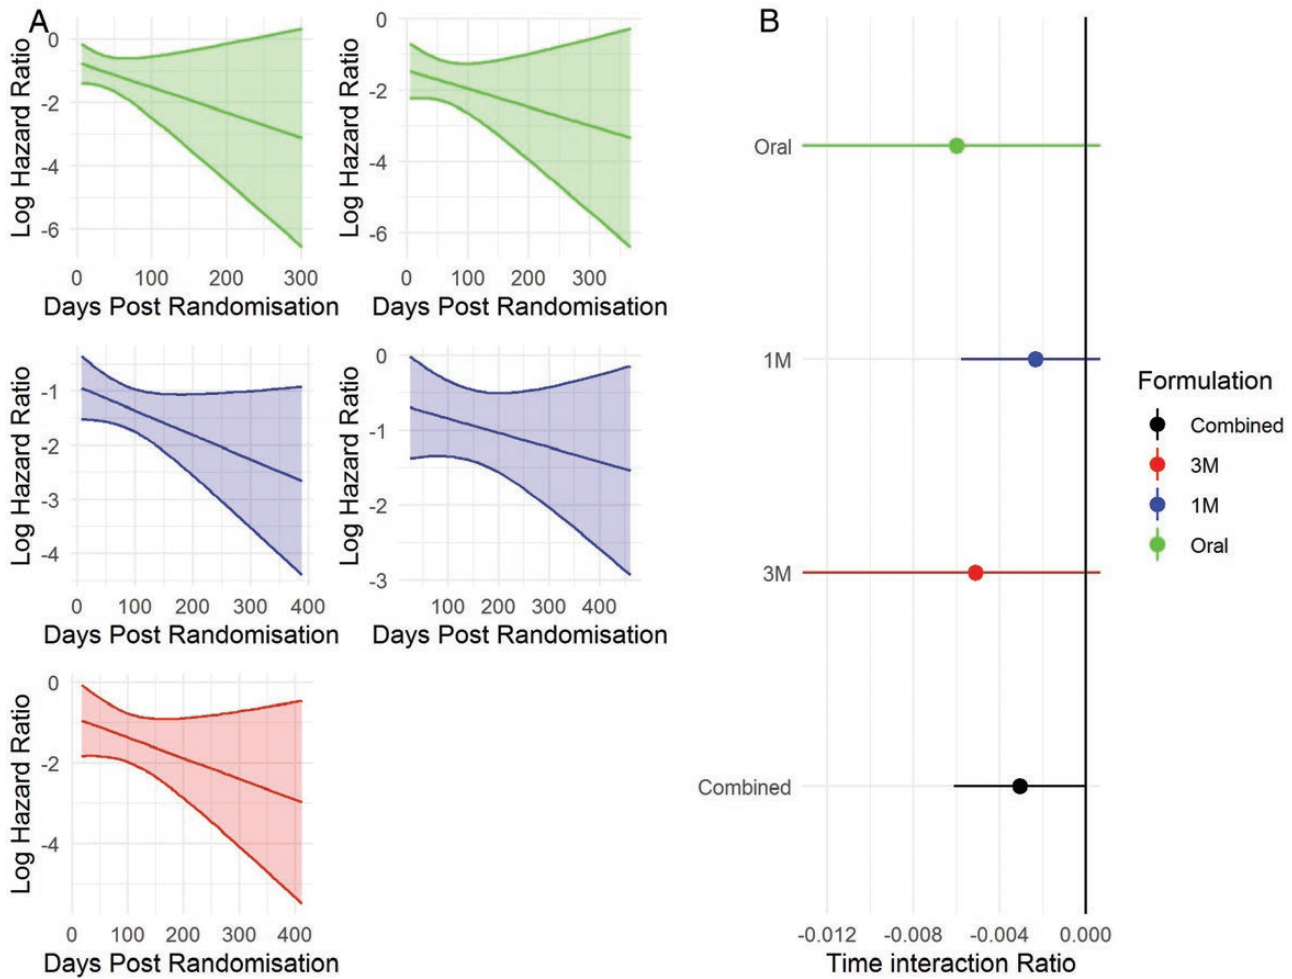 A
Log Hazard Ratio
0
-2
-4
-6
0 100 200 300
Days Post Randomisation
Log Hazard Ratio
0
-2
-4
-6
0 100 200 300
Days Post Randomisation
Log Hazard Ratio
-1
-2
-3
-4
0 100 200 300 400
Days Post Randomisation
Log Hazard Ratio
0
-1
-2
-3
100 200 300 400
Days Post Randomisation
Log Hazard Ratio
0
-2
-4
0 100 200 300 400
Days Post Randomisation
B
Oral
1M
3M
Combined
-0.012 -0.008 -0.004 0.000
Time interaction Ratio
Formulation
Combined
3M
1M
Oral